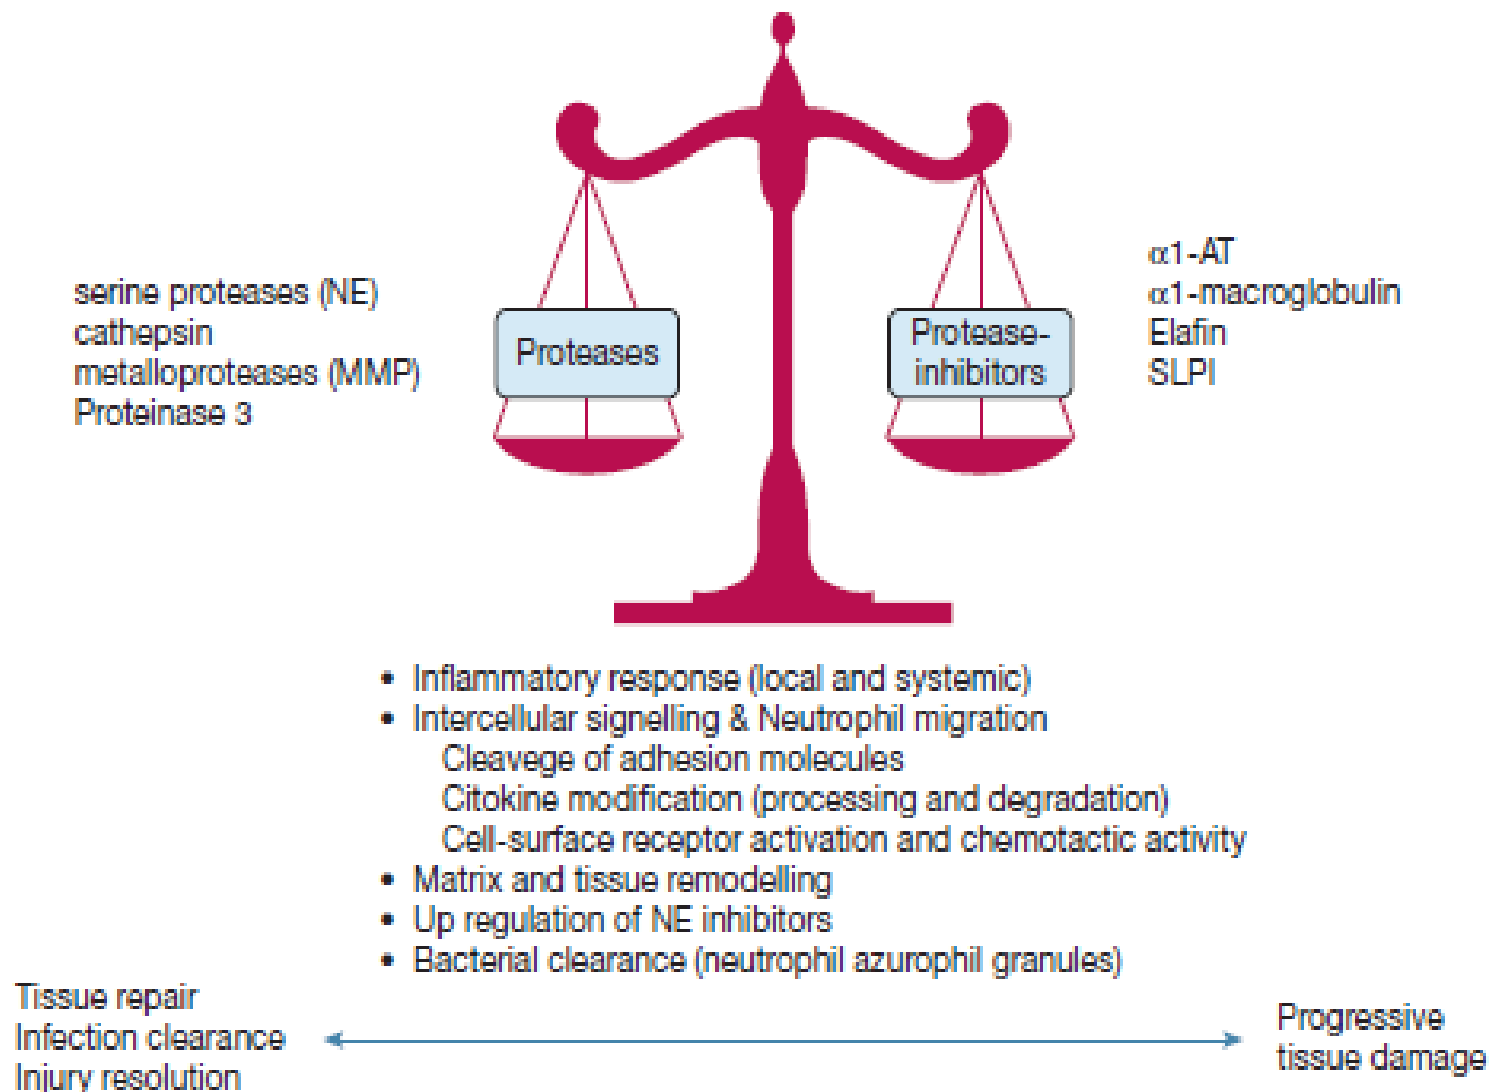 serine proteases (NE)
cathepsin
metalloproteases (MMP)
Proteinase 3
Proteases
Protease-
inhibitors
α1-AT
α1-macroglobulin
Elafin
SLPI
• Inflammatory response (local and systemic)
• Intercellular signelling & Neutrophil migration
Cleavege of adhesion molecules
Citokine modification (processing and degradation)
Cell-surface receptor activation and chemotactic activity
• Matrix and tissue remodelling
• Up regulation of NE inhibitors
• Bacterial clearance (neutrophil azurophil granules)
Tissue repair
Infection clearance
Injury resolution
Progressive
tissue damage